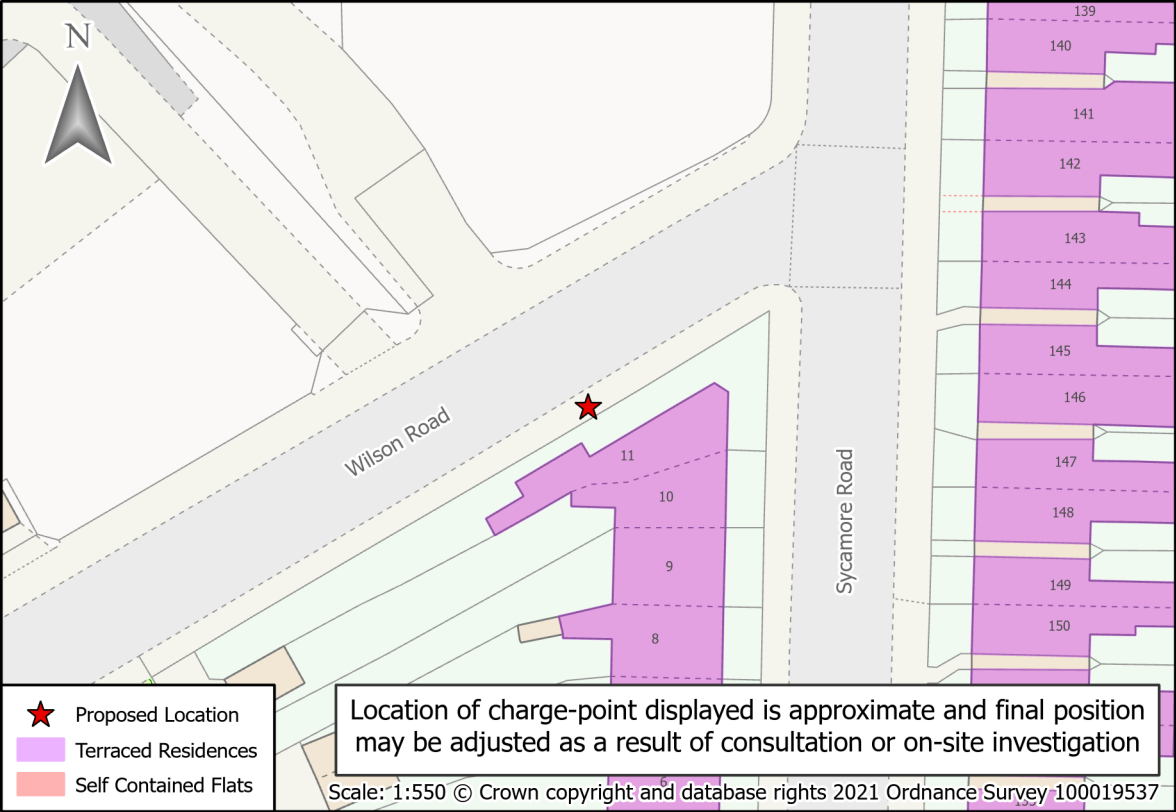 N
139
140
141
142
143
144
145
146
147
148
149
150
11
10
9
8
6
Wilson Road
Sycamore Road
Proposed Location
Terraced Residences
Self Contained Flats
Location of charge-point displayed is approximate and final position
may be adjusted as a result of consultation or on-site investigation
Scale: 1:550 © Crown copyright and database rights 2021 Ordnance Survey 100019537